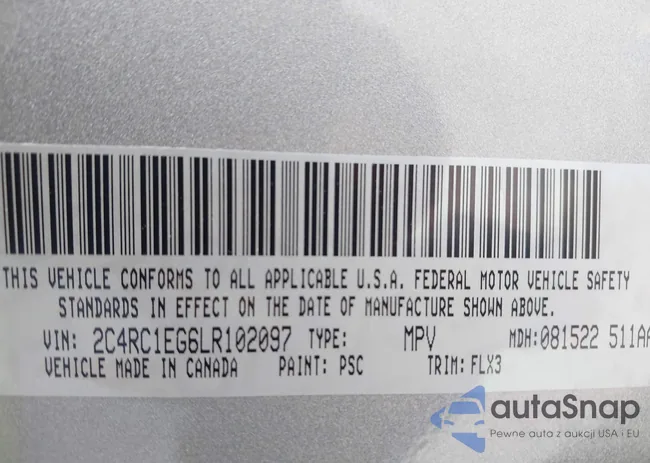 THIS VEHICLE CONFORMS TO ALL APPLICABLE U.S.A. FEDERAL MOTOR VEHICLE SAFETY
STANDARDS IN EFFECT ON THE DATE OF MANUFACTURE SHOWN ABOVE.
VIN: 2C4RC1EG6LR102097 TYPE: MPV MDH:081522 511AA
VEHICLE MADE IN CANADA PAINT: PSC TRIM: FLX3
autaSnap
Pewne auta z aukcji USA i EU